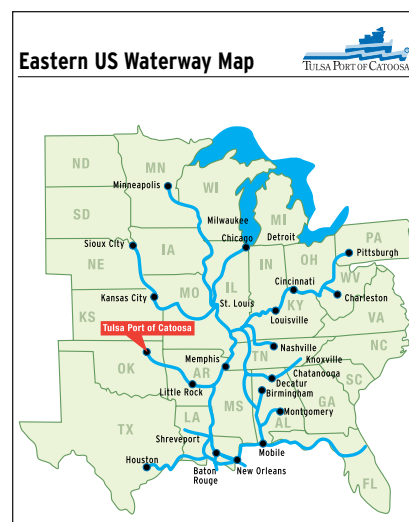 Eastern US Waterway Map
TULSA PORT OF CATOOSA
ND
MN
Minneapolis
WI
SD
Milwaukee
MI
Sioux City
Chicago
Detroit
PA
Pittsburgh
IA
NE
IN
OH
Cincinnati
WV
Charleston
Kansas City
MO
IL
St. Louis
KY
Louisville
VA
KS
Tulsa Port of Catoosa
Nashville
NC
OK
AR
Memphis
TN
Knoxville
Chatanooga
Decatur
Little Rock
Birmingham
SC
MS
AL
GA
Montgomery
TX
LA
Shreveport
Houston
Mobile
Baton
Rouge
New Orleans
FL